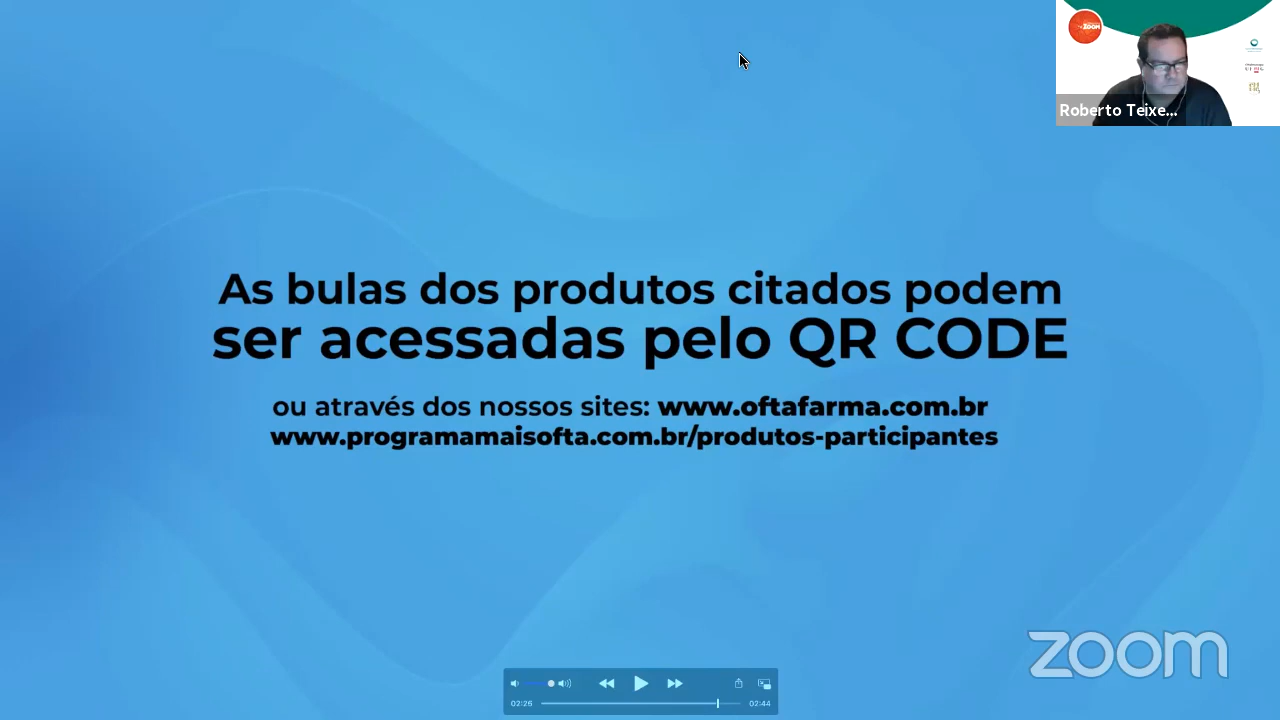 ZOOM
Roberto Teixe...
As bulas dos produtos citados podem
ser acessadas pelo QR CODE
ou através dos nossos sites: www.oftafarma.com.br
www.programamaisofta.com.br/produtos-participantes
zoom
02:26
02:44